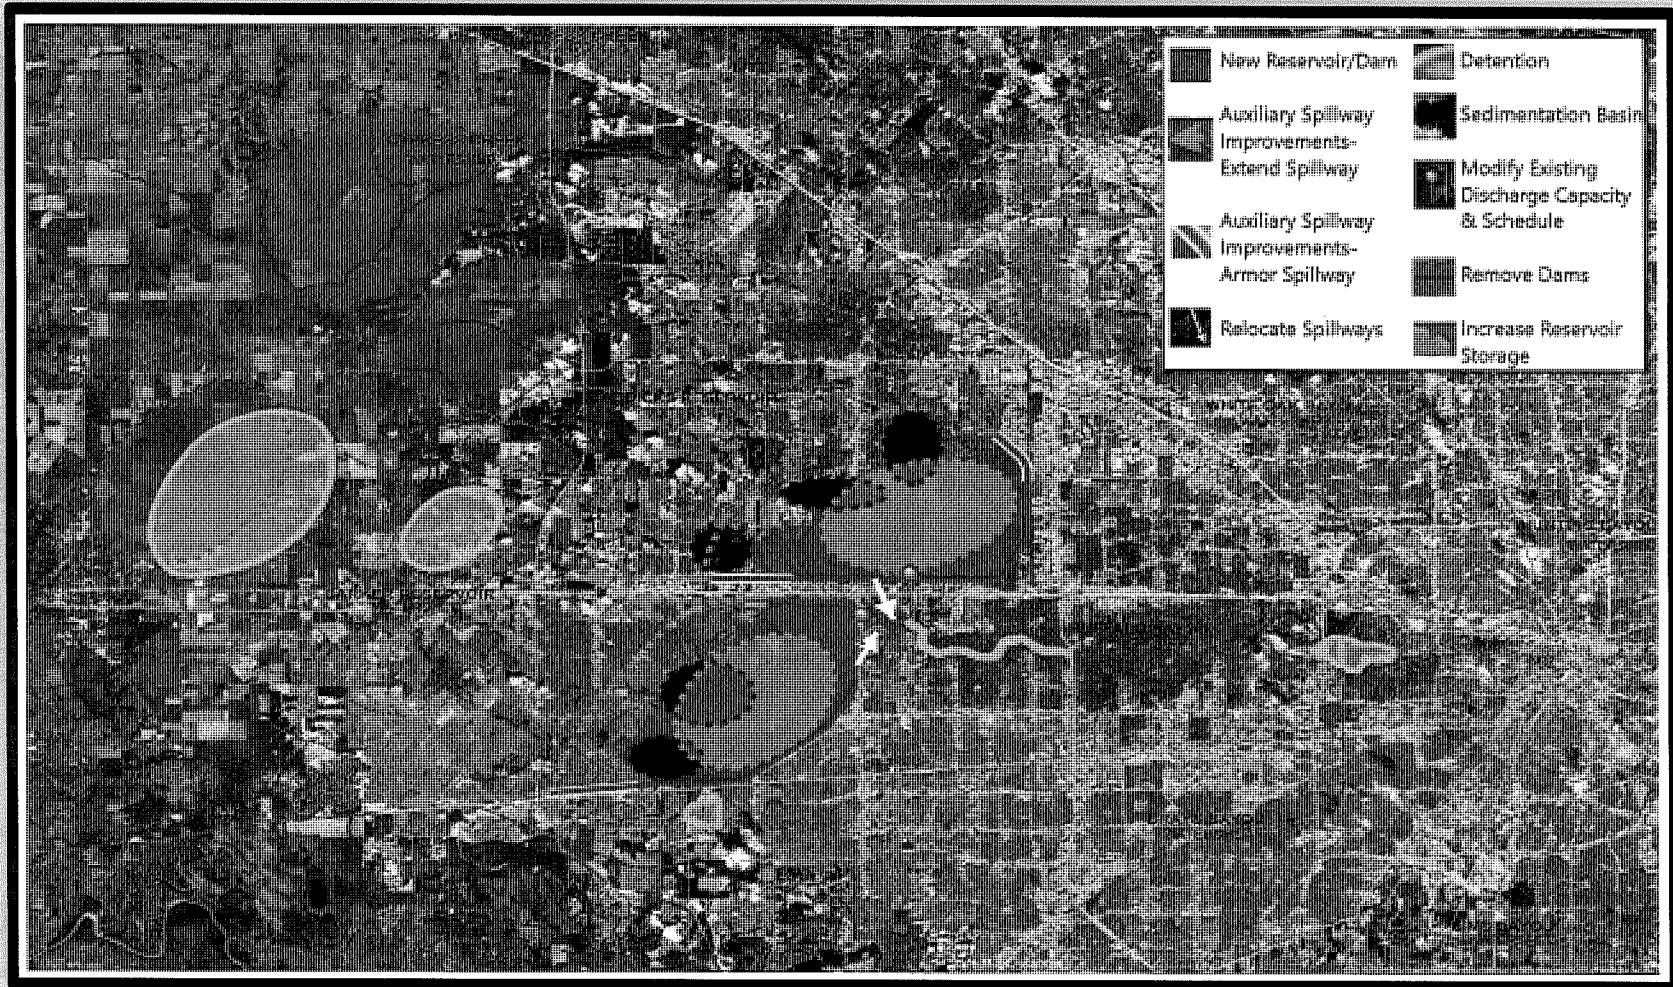 New Reservoir/Dam
Auxiliary Spillway
Improvements-
Extend Spillway
Auxiliary Spillway
Improvements-
Armor Spillway
Relocate Spillways
Detention
Sedimentation Basin
Modify Existing
Discharge Capacity
& Schedule
Remove Dams
Increase Reservoir
Storage
RESERVOIR